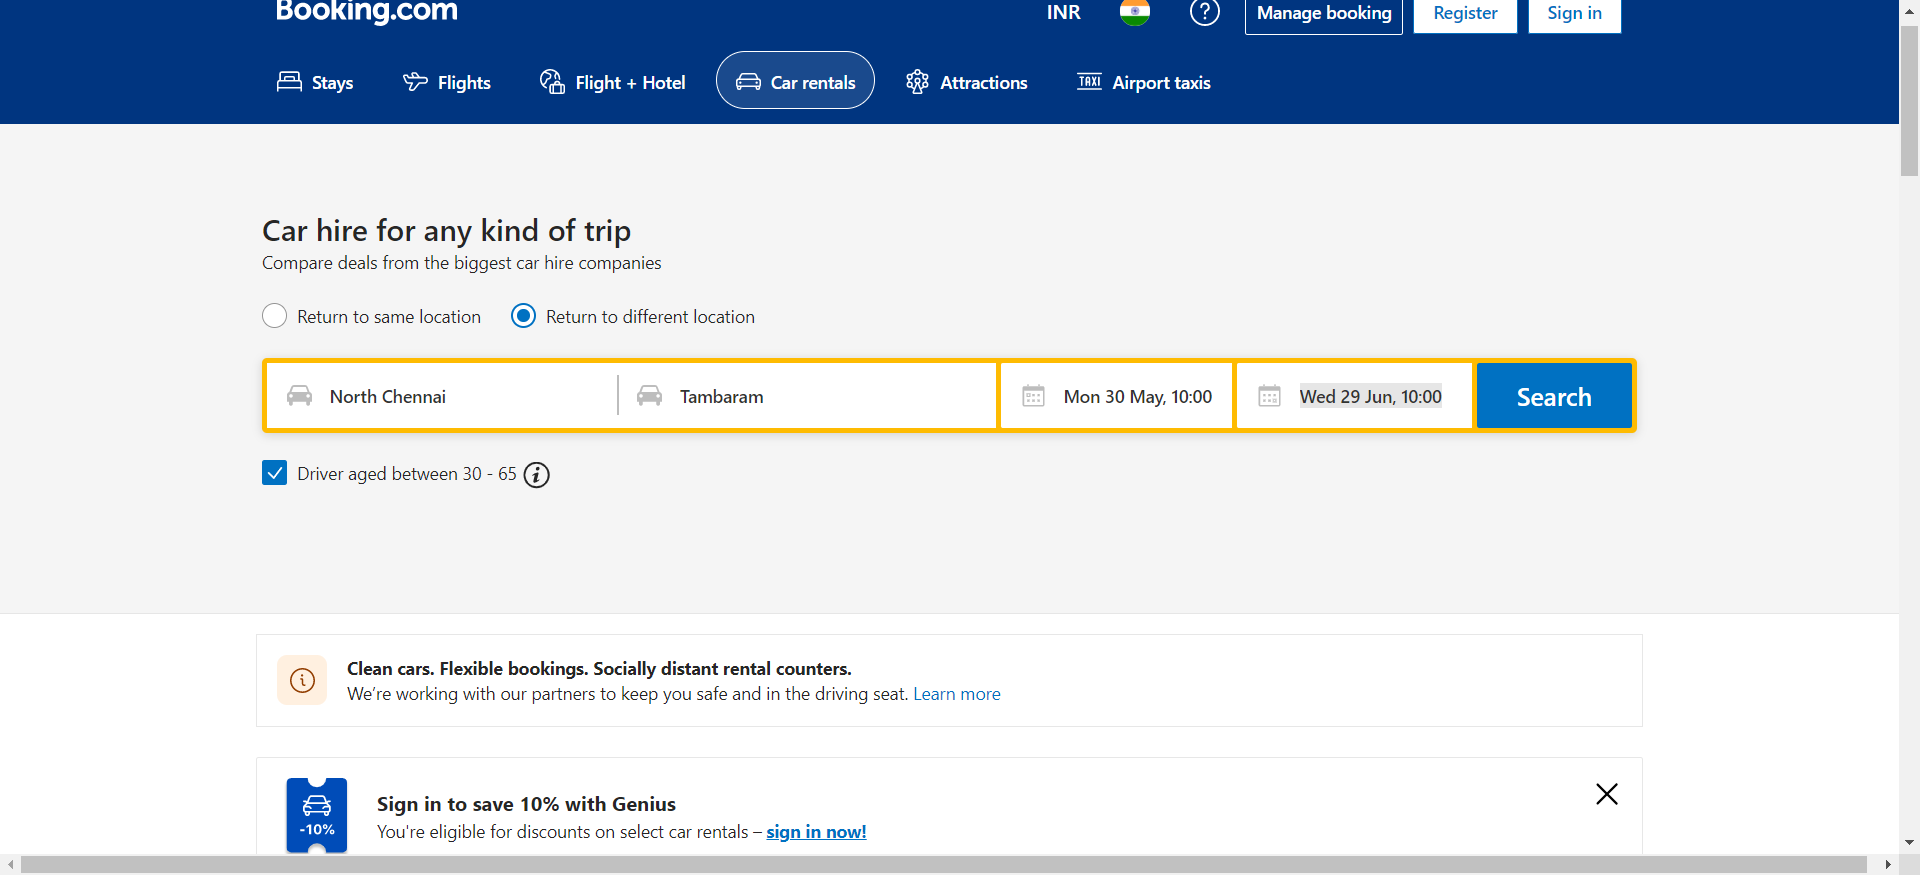 Booking.com
INR
Manage booking
Register
Sign in
Stays
Flights
Flight + Hotel
Car rentals
Attractions
TAXI
Airport taxis
Car hire for any kind of trip
Compare deals from the biggest car hire companies
Return to same location
Return to different location
North Chennai
Tambaram
Mon 30 May, 10:00
Wed 29 Jun, 10:00
Search
Driver aged between 30 - 65
Clean cars. Flexible bookings. Socially distant rental counters.
We’re working with our partners to keep you safe and in the driving seat. Learn more
-10%
Sign in to save 10% with Genius
You're eligible for discounts on select car rentals – sign in now!